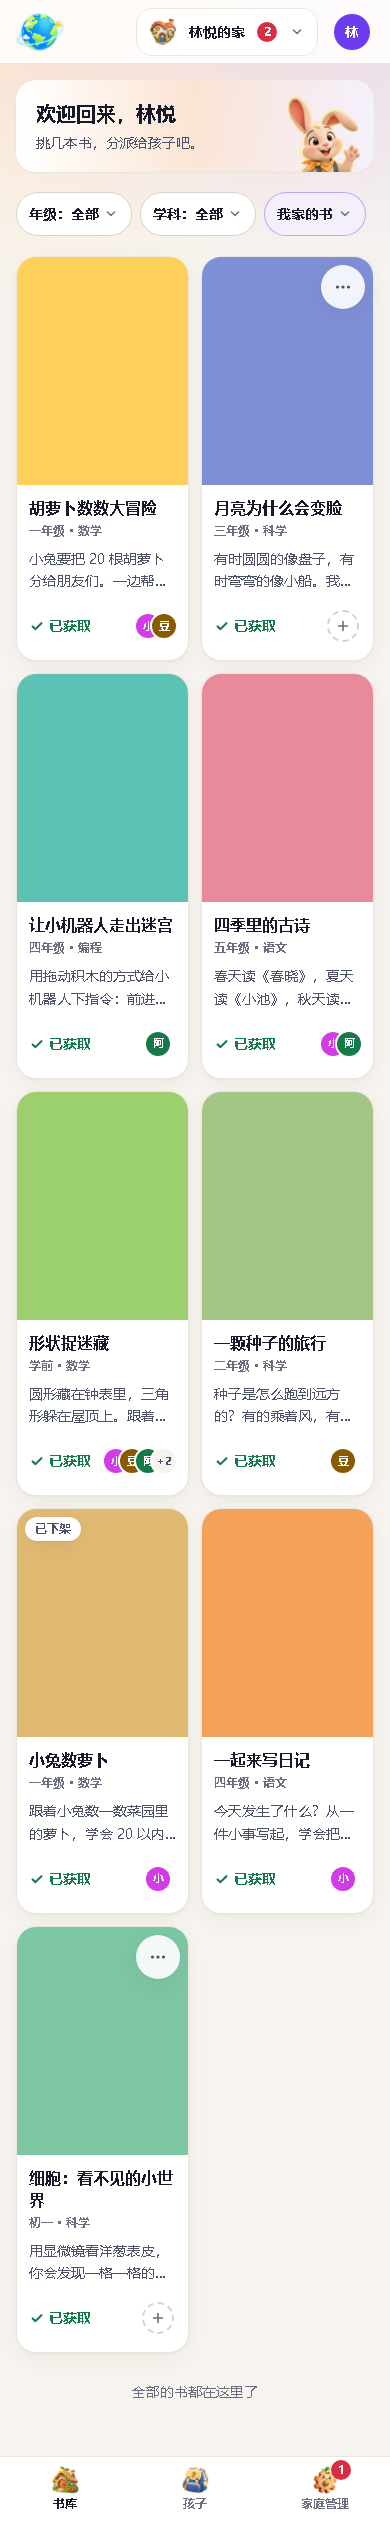 林悦的家 2 林
欢迎回来，林悦
挑几本书，分派给孩子吧。
年级：全部 学科：全部 我家的书
胡萝卜数数大冒险
一年级·数学
小兔要把 20 根胡萝卜
分给朋友们。一边帮...
已获取 小 豆
月亮为什么会变脸
三年级·科学
有时圆圆的像盘子，有
时弯弯的像小船。我...
已获取
让小机器人走出迷宫
四年级·编程
用拖动积木的方式给小
机器人下指令：前进...
已获取 阿
四季里的古诗
五年级·语文
春天读《春晓》，夏天
读《小池》，秋天读...
已获取 小 阿
形状捉迷藏
学前·数学
圆形藏在钟表里，三角
形躲在屋顶上。跟着...
已获取 小 豆 阿 +2
一颗种子的旅行
二年级·科学
种子是怎么跑到远方
的？有的乘着风，有...
已获取 豆
已下架
小兔数萝卜
一年级·数学
跟着小兔数一数菜园里
的萝卜，学会 20 以内...
已获取 小
一起来写日记
四年级·语文
今天发生了什么？从一
件小事写起，学会把...
已获取 小
细胞：看不见的小世
界
初一·科学
用显微镜看洋葱表皮，
你会发现一格一格的...
已获取
全部的书都在这里了
书库 孩子 家庭管理 1